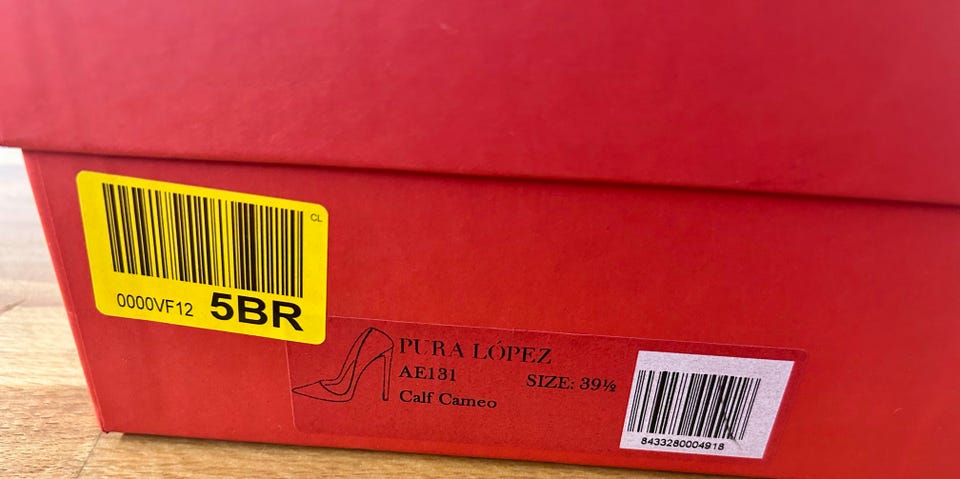 CL
0000VF12 5BR
PURA LÓPEZ
AE131 SIZE: 39½
Calf Cameo
8433280004918